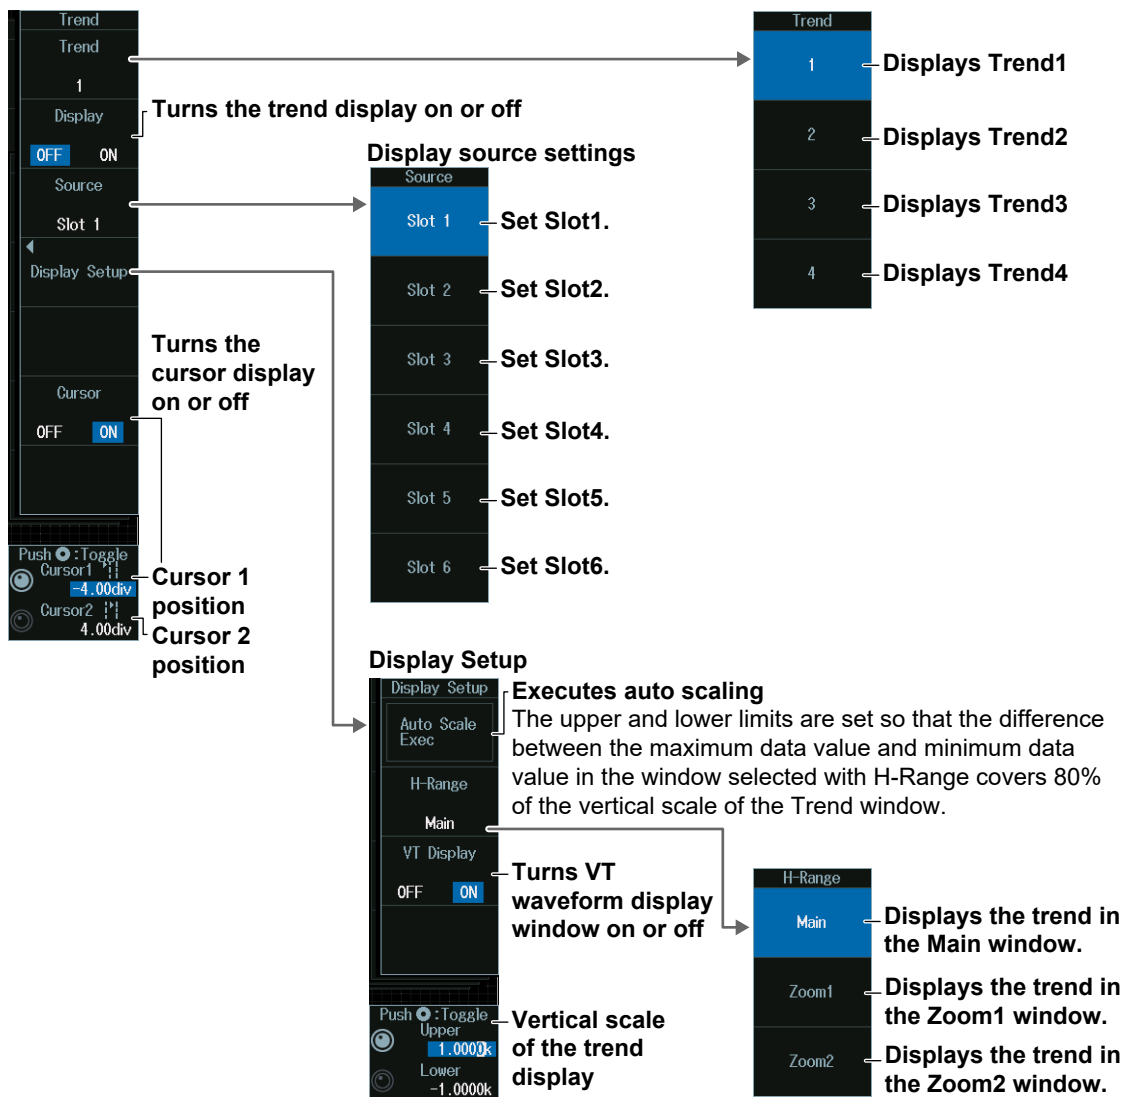 Trend
Trend
1
Display
OFF ON
Source
Slot 1
Display Setup
Cursor
OFF ON
Push :Toggle
Cursor1
-4.00div
Cursor2
4.00div
Turns the trend display on or off
Turns the
cursor display
on or off
Cursor 1
position
Cursor 2
position
Display source settings
Source
Slot 1
Set Slot1.
Slot 2
Set Slot2.
Slot 3
Set Slot3.
Slot 4
Set Slot4.
Slot 5
Set Slot5.
Slot 6
Set Slot6.
Trend
1
Displays Trend1
2
Displays Trend2
3
Displays Trend3
4
Displays Trend4
Display Setup
Display Setup
Auto Scale
Exec
H-Range
Main
VT Display
OFF ON
Push :Toggle
Upper
1.0000k
Lower
-1.0000k
Executes auto scaling
The upper and lower limits are set so that the difference
between the maximum data value and minimum data
value in the window selected with H-Range covers 80%
of the vertical scale of the Trend window.
Turns VT
waveform display
window on or off
Vertical scale
of the trend
display
H-Range
Main
Displays the trend in
the Main window.
Zoom1
Displays the trend in
the Zoom1 window.
Zoom2
Displays the trend in
the Zoom2 window.